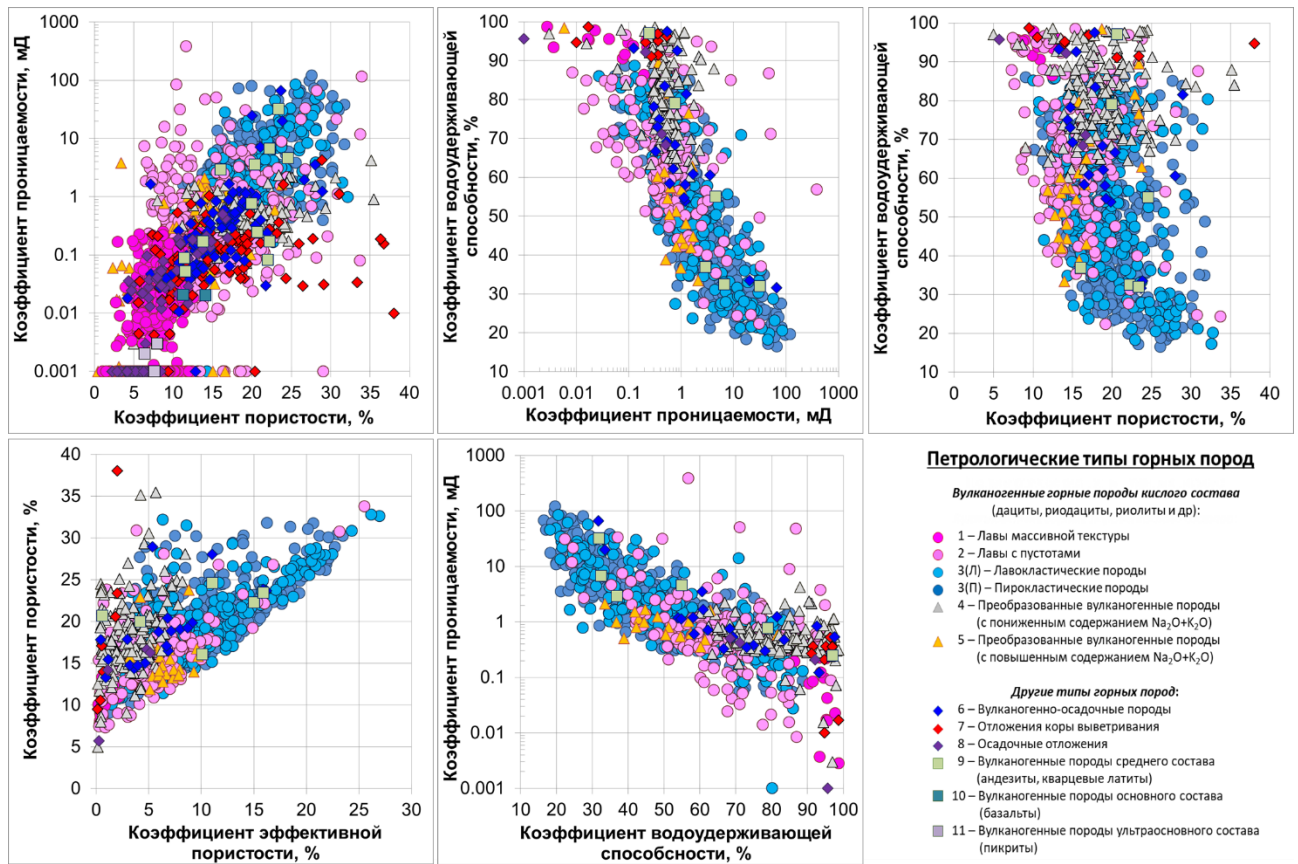 1000
100
10
1
0.1
0.01
0.001
Коэффициент проницаемости, мД
0 5 10 15 20 25 30 35 40
Коэффициент пористости, %
100
90
80
70
60
50
40
30
20
10
Коэффициент водоудерживающей
способности, %
0.001 0.01 0.1 1 10 100 1000
Коэффициент проницаемости, мД
100
90
80
70
60
50
40
30
20
10
Коэффициент водоудерживающей
способности, %
0 5 10 15 20 25 30 35 40
Коэффициент пористости, %
40
35
30
25
20
15
10
5
0
Коэффициент пористости, %
0 5 10 15 20 25 30
Коэффициент эффективной
пористости, %
1000
100
10
1
0.1
0.01
0.001
Коэффициент проницаемости, мД
10 20 30 40 50 60 70 80 90 100
Коэффициент водоудерживающей
способсности, %
Петрологические типы горных пород
Вулканогенные горные породы кислого состава
(дациты, риодациты, риолиты и др):
1 – Лавы массивной текстуры
2 – Лавы с пустотами
3(Л) – Лавокластические породы
3(П) – Пирокластические породы
4 – Преобразованные вулканогенные породы
(с пониженным содержанием Na₂O+K₂O)
5 – Преобразованные вулканогенные породы
(с повышенным содержанием Na₂O+K₂O)
Другие типы горных пород:
6 – Вулканогенно-осадочные породы
7 – Отложения коры выветривания
8 – Осадочные отложения
9 – Вулканогенные породы среднего состава
(андезиты, кварцевые латиты)
10 – Вулканогенные породы основного состава
(базальты)
11 – Вулканогенные породы ультраосновного состава
(пикриты)